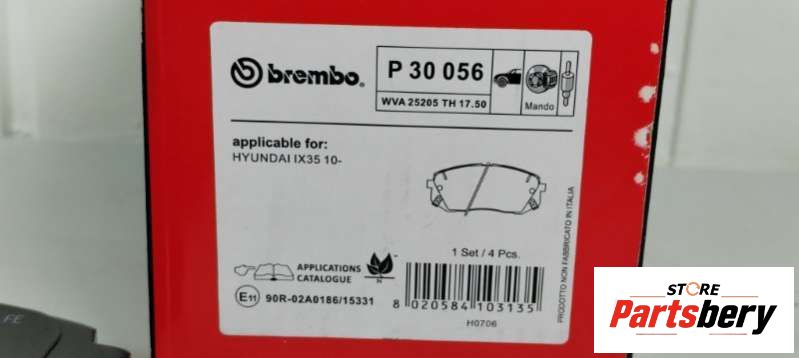 brembo.
P 30 056
WVA 25205 TH 17.50
Mando
applicable for:
HYUNDAI IX35 10-
1 Set / 4 Pcs.
APPLICATIONS
CATALOGUE
N
E11
90R-02A0186/15331
8 020584 103135
H0706
PRODOTTO NON FABBRICATO IN ITALIA
FE
STORE
Partsbery